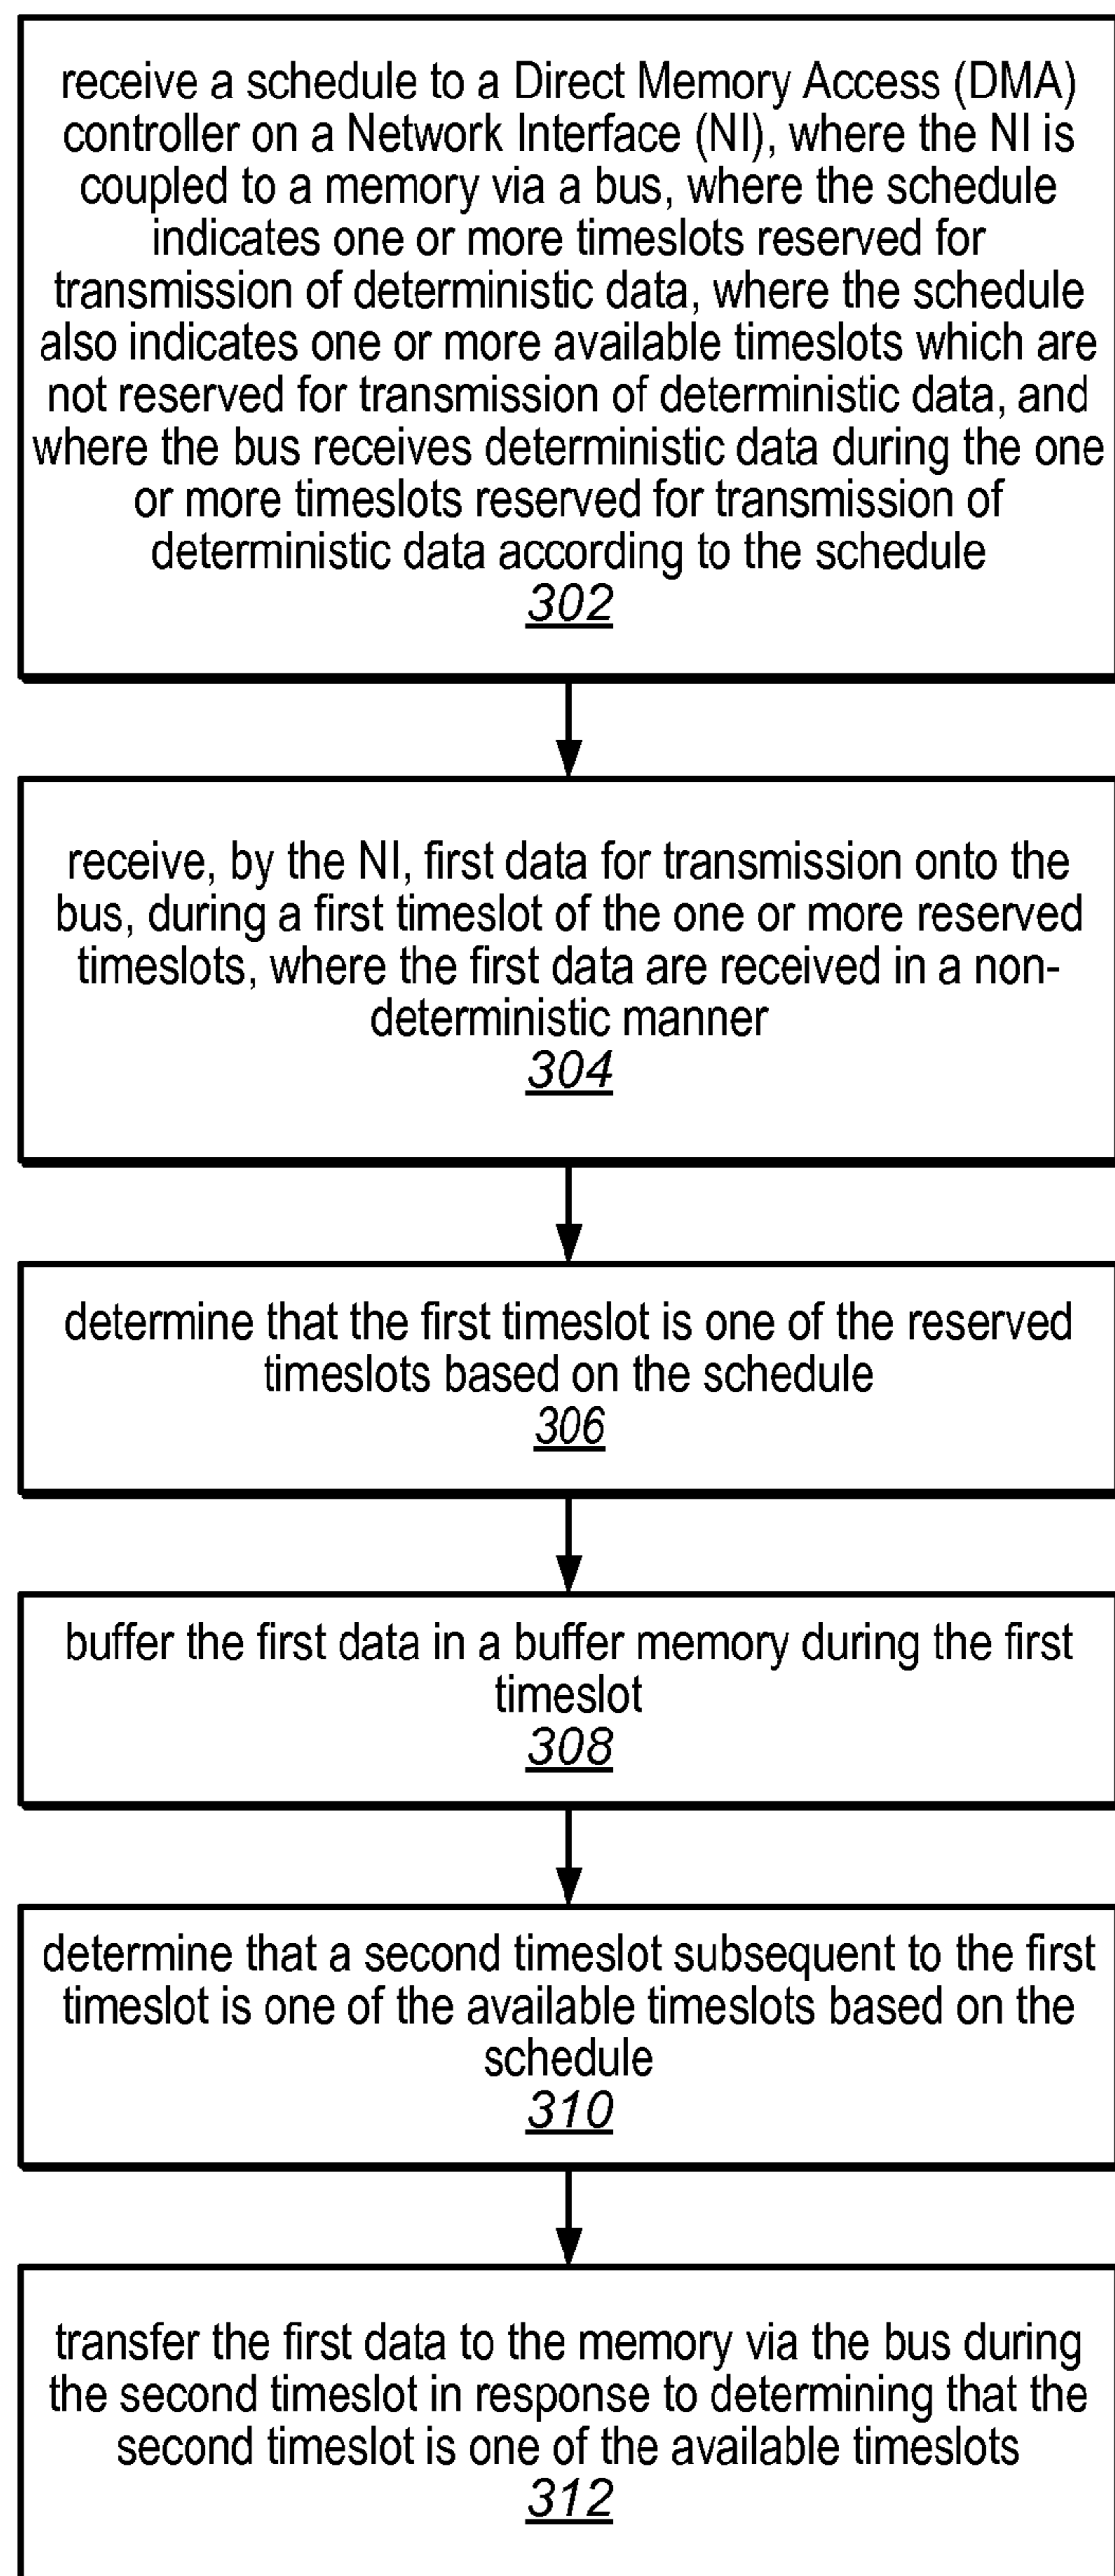 receive a schedule to a Direct Memory Access (DMA)
controller on a Network Interface (NI), where the NI is
coupled to a memory via a bus, where the schedule
indicates one or more timeslots reserved for
transmission of deterministic data, where the schedule
also indicates one or more available timeslots which are
not reserved for transmission of deterministic data, and
where the bus receives deterministic data during the one
or more timeslots reserved for transmission of
deterministic data according to the schedule
302
receive, by the NI, first data for transmission onto the
bus, during a first timeslot of the one or more reserved
timeslots, where the first data are received in a non-
deterministic manner
304
determine that the first timeslot is one of the reserved
timeslots based on the schedule
306
buffer the first data in a buffer memory during the first
timeslot
308
determine that a second timeslot subsequent to the first
timeslot is one of the available timeslots based on the
schedule
310
transfer the first data to the memory via the bus during
the second timeslot in response to determining that the
second timeslot is one of the available timeslots
312